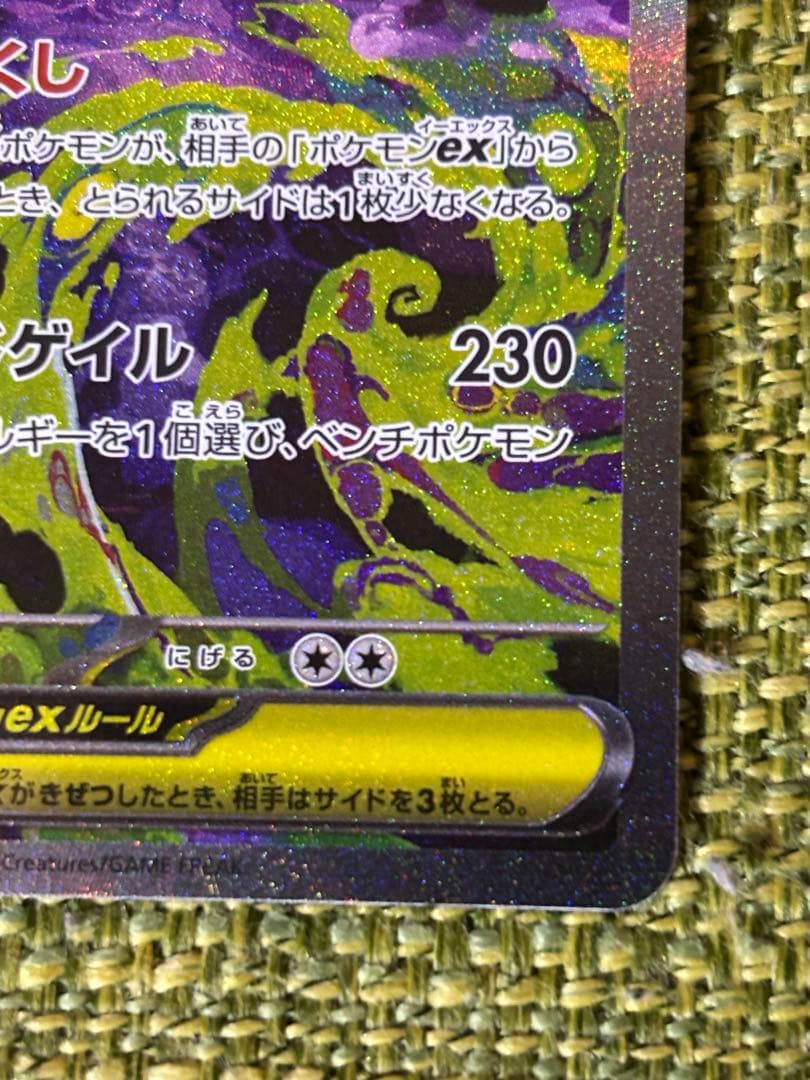 くし
ポケモンが、相手の「ポケモンex」から
とき、とられるサイドは1枚少なくなる。
ゲイル 230
ルギーを1個選び、ベンチポケモン
にげる
exルール
がきぜつしたとき、相手はサイドを3枚とる。
Creatures/GAME FREAK